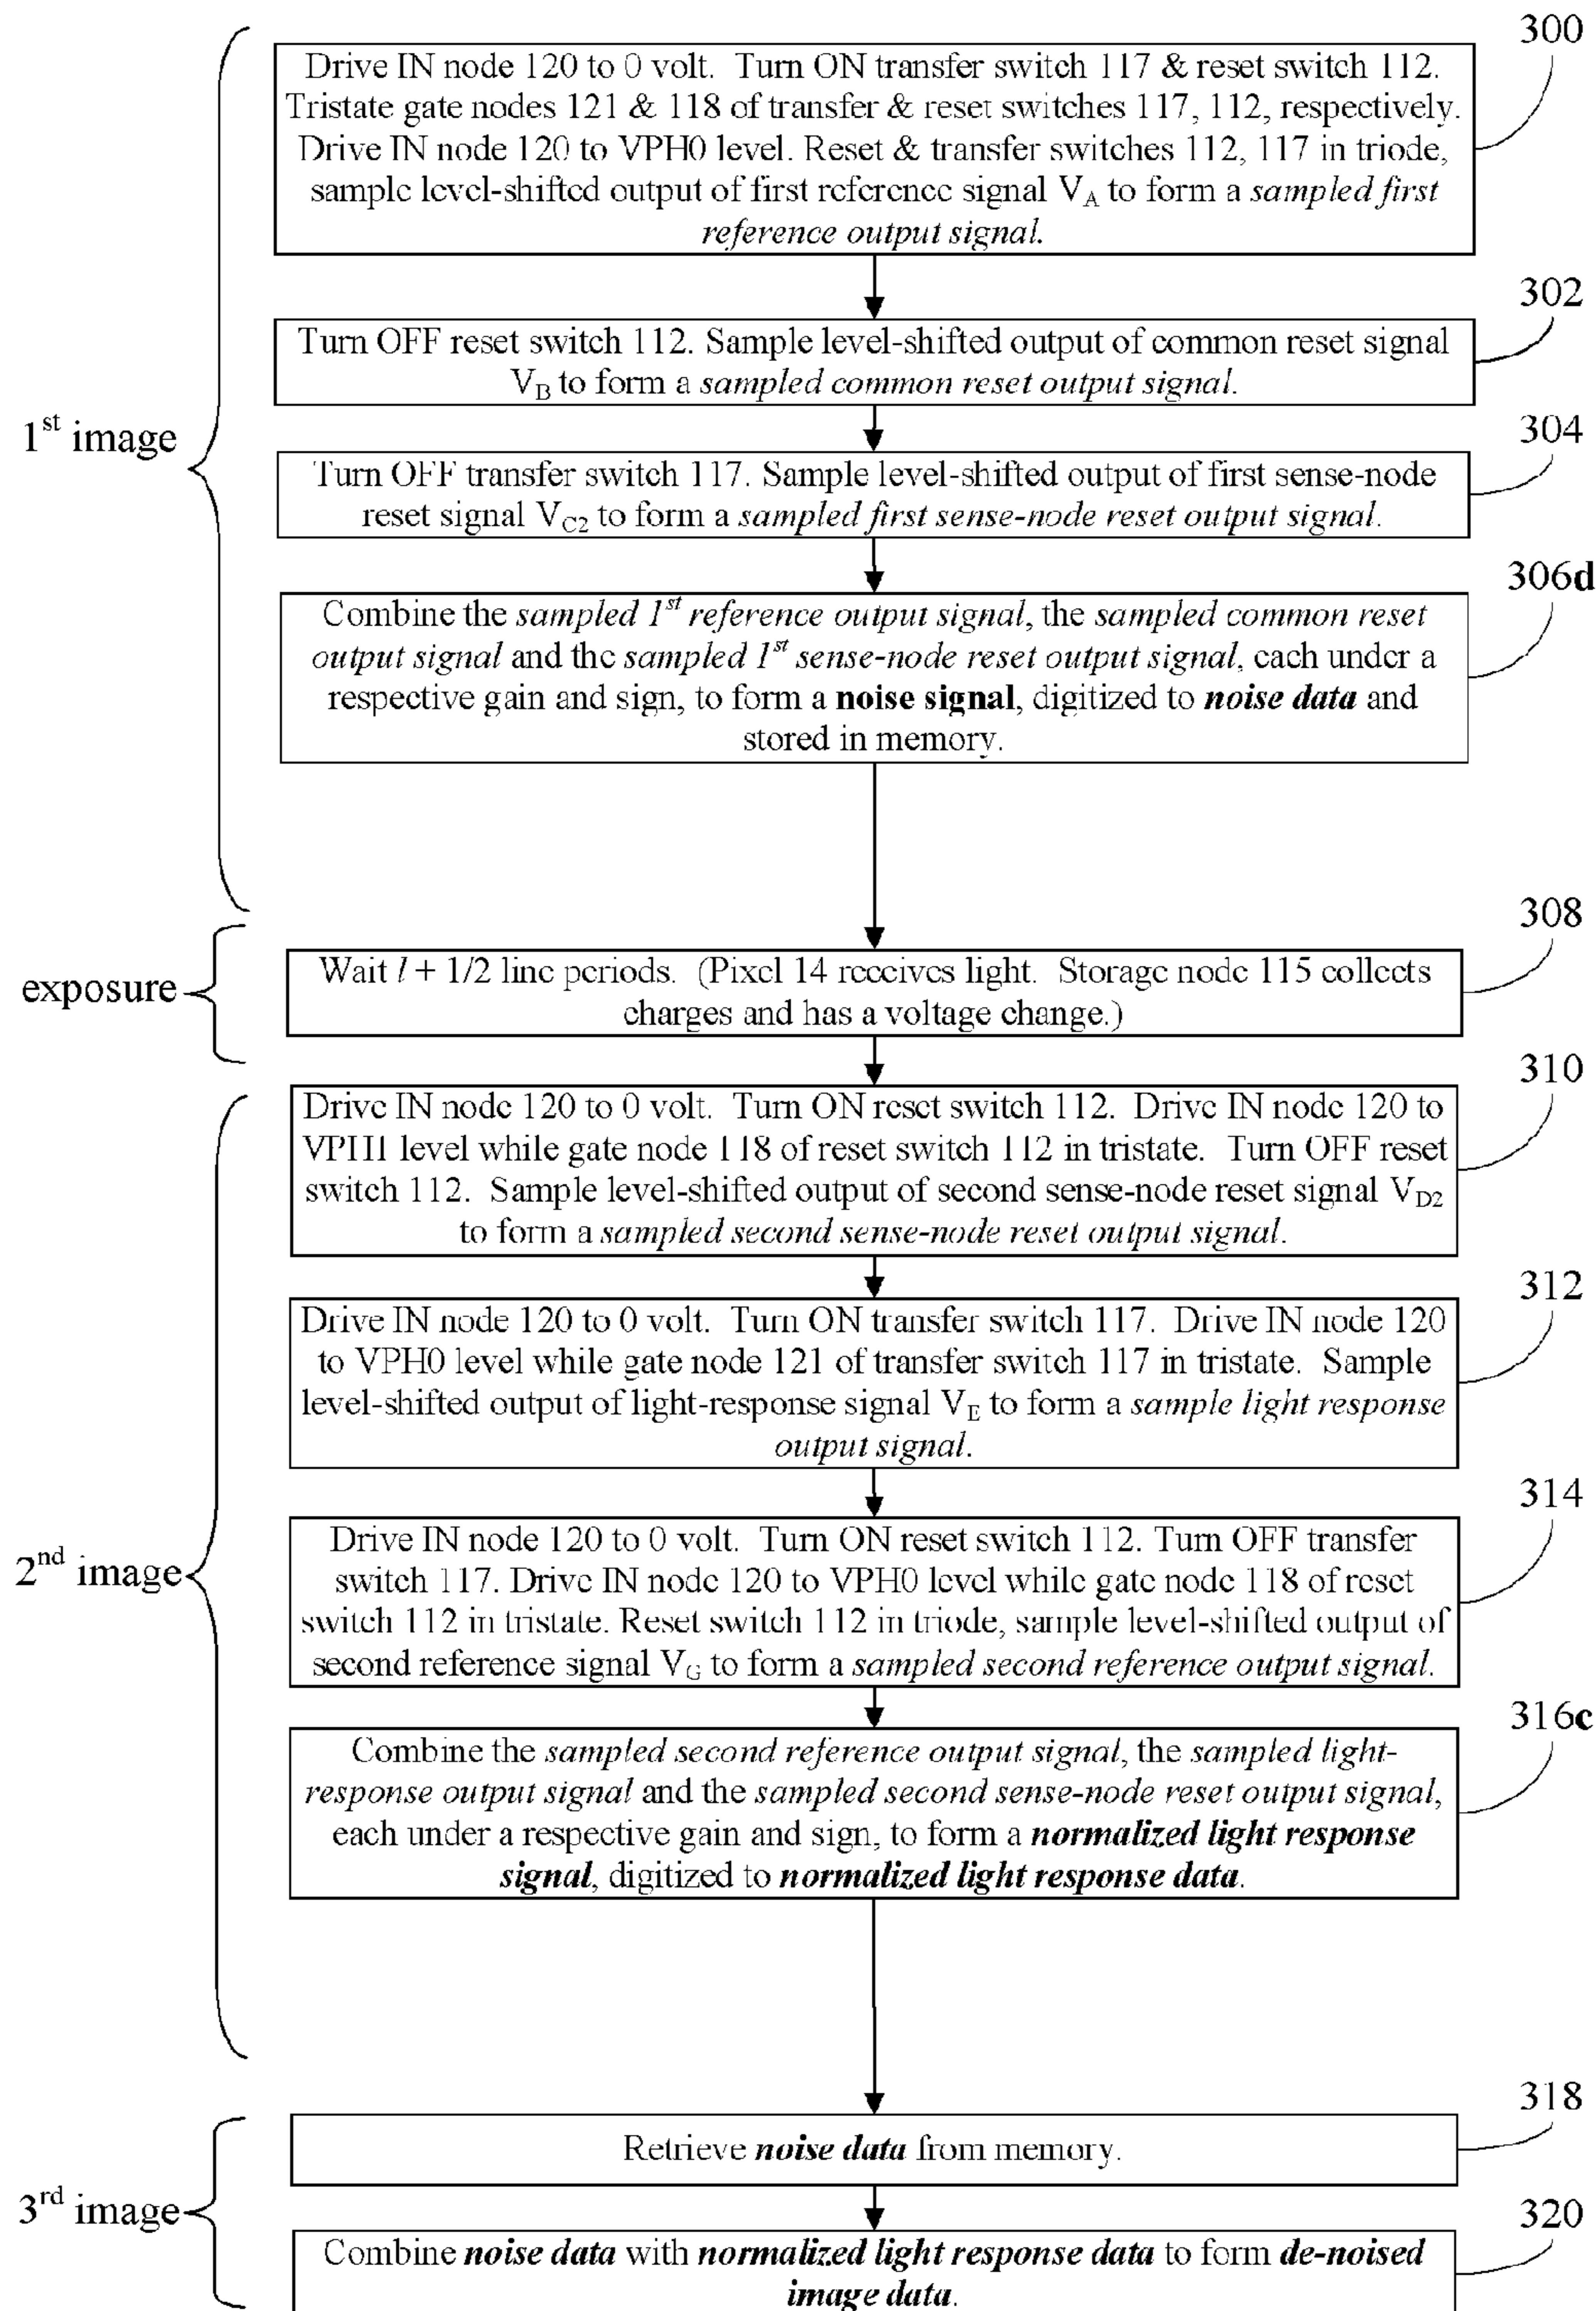 300
Drive IN node 120 to 0 volt. Turn ON transfer switch 117 & reset switch 112.
Tristate gate nodes 121 & 118 of transfer & reset switches 117, 112, respectively.
Drive IN node 120 to VPH0 level. Reset & transfer switches 112, 117 in triode,
sample level-shifted output of first reference signal VA to form a sampled first
reference output signal.
302
Turn OFF reset switch 112. Sample level-shifted output of common reset signal
VB to form a sampled common reset output signal.
1st image
304
Turn OFF transfer switch 117. Sample level-shifted output of first sense-node
reset signal VC2 to form a sampled first sense-node reset output signal.
306d
Combine the sampled 1st reference output signal, the sampled common reset
output signal and the sampled 1st sense-node reset output signal, each under a
respective gain and sign, to form a noise signal, digitized to noise data and
stored in memory.
308
exposure
Wait l + 1/2 line periods. (Pixel 14 receives light. Storage node 115 collects
charges and has a voltage change.)
310
Drive IN node 120 to 0 volt. Turn ON reset switch 112. Drive IN node 120 to
VPH1 level while gate node 118 of reset switch 112 in tristate. Turn OFF reset
switch 112. Sample level-shifted output of second sense-node reset signal VD2
to form a sampled second sense-node reset output signal.
312
Drive IN node 120 to 0 volt. Turn ON transfer switch 117. Drive IN node 120
to VPH0 level while gate node 121 of transfer switch 117 in tristate. Sample
level-shifted output of light-response signal VE to form a sample light response
output signal.
314
2nd image
Drive IN node 120 to 0 volt. Turn ON reset switch 112. Turn OFF transfer
switch 117. Drive IN node 120 to VPH0 level while gate node 118 of reset
switch 112 in tristate. Reset switch 112 in triode, sample level-shifted output of
second reference signal VG to form a sampled second reference output signal.
316c
Combine the sampled second reference output signal, the sampled light-
response output signal and the sampled second sense-node reset output signal,
each under a respective gain and sign, to form a normalized light response
signal, digitized to normalized light response data.
318
Retrieve noise data from memory.
3rd image
320
Combine noise data with normalized light response data to form de-noised
image data.